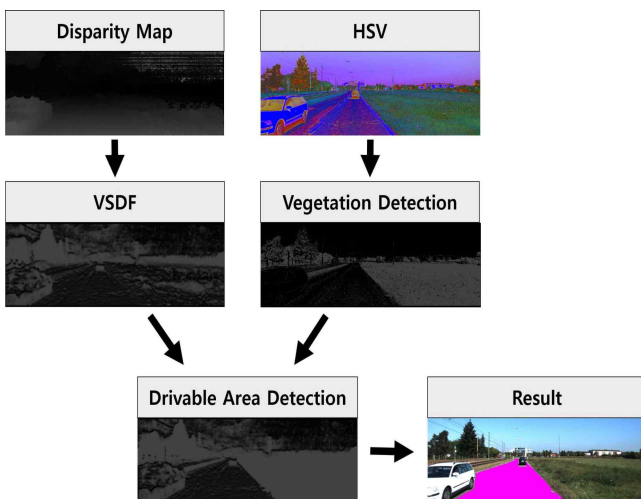 Disparity Map
HSV
VSDF
Vegetation Detection
Drivable Area Detection
Result